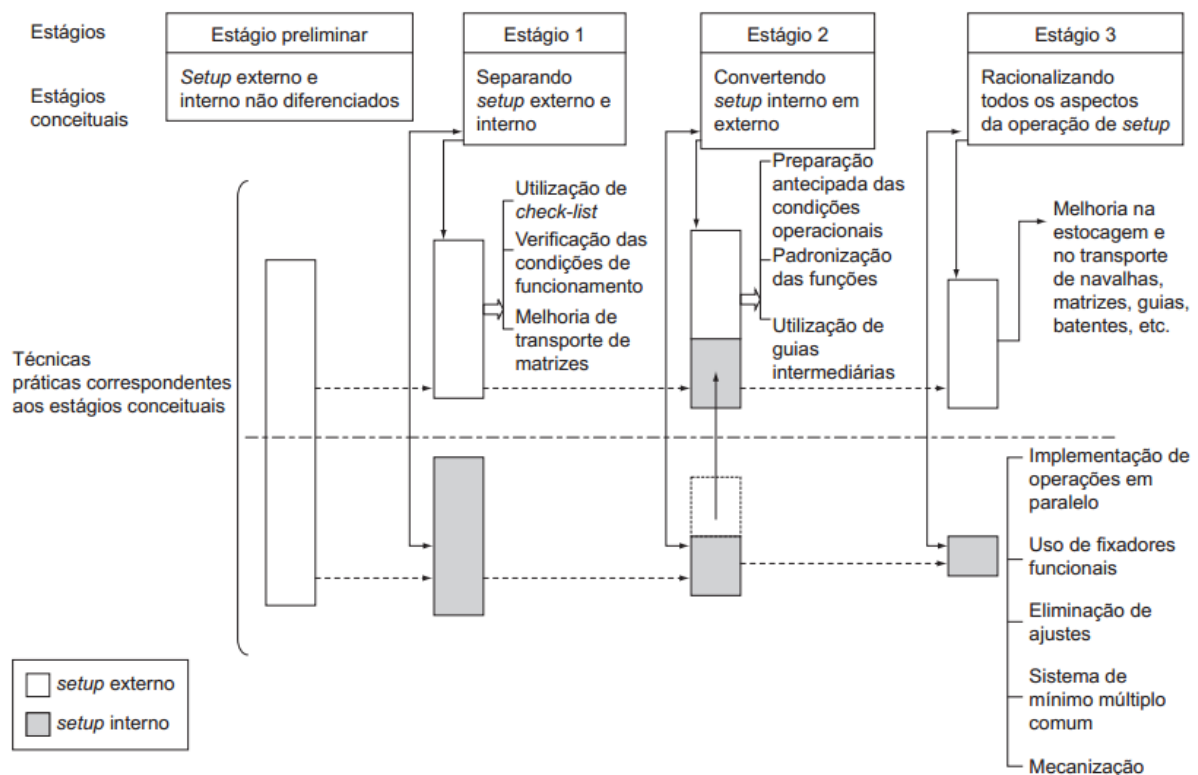 Estágios
Estágio preliminar
Estágio 1
Estágio 2
Estágio 3
Estágios
conceituais
Setup externo e
interno não diferenciados
Separando
setup externo e
interno
Convertendo
setup interno em
externo
Racionalizando
todos os aspectos
da operação de setup
Utilização de
check-list
Verificação das
condições de
funcionamento
Melhoria de
transporte de
matrizes
Preparação
antecipada das
condições
operacionais
Padronização
das funções
Utilização de
guias
intermediárias
Melhoria na
estocagem e
no transporte
de navalhas,
matrizes, guias,
batentes, etc.
Técnicas
práticas correspondentes
aos estágios conceituais
Implementação de
operações em
paralelo
Uso de fixadores
funcionais
Eliminação de
ajustes
Sistema de
mínimo múltiplo
comum
Mecanização
setup externo
setup interno